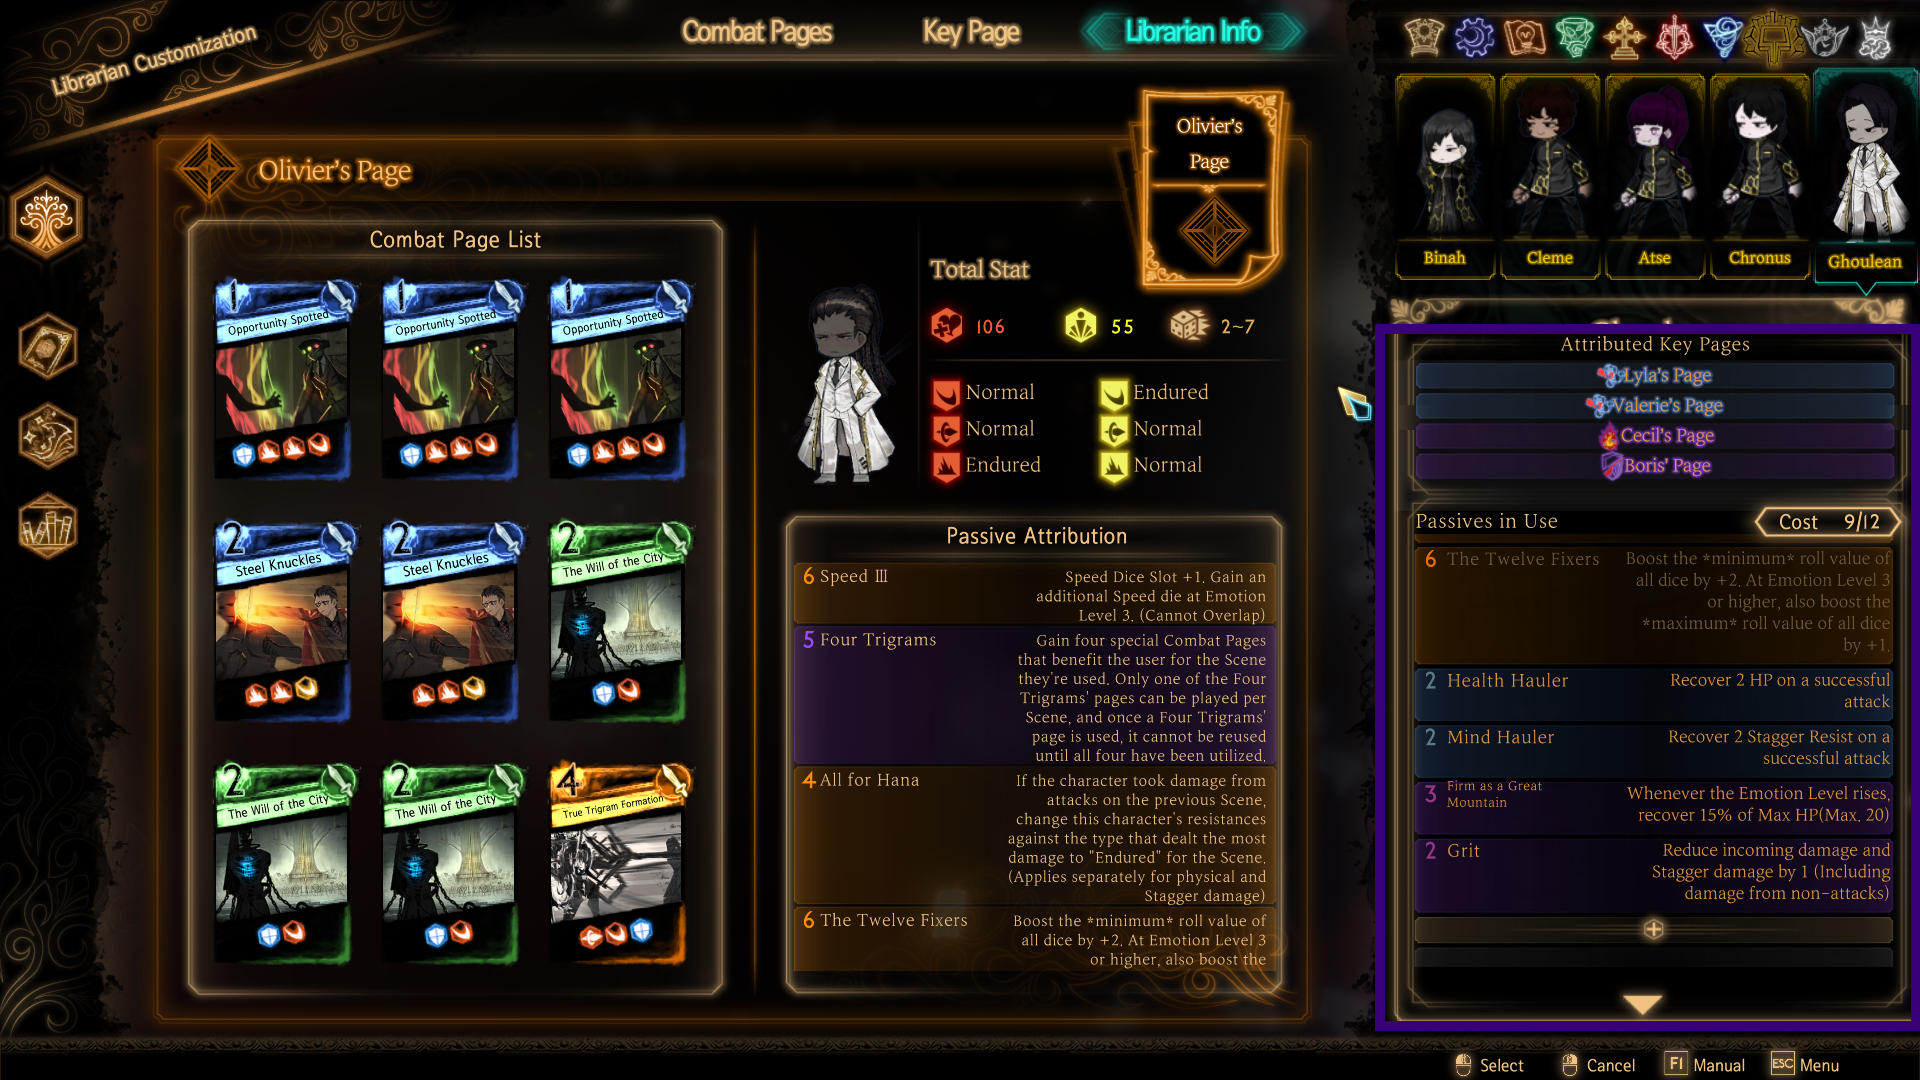 Librarian Customization
Combat Pages
Key Page
Librarian Info
Olivier's Page
Olivier's
Page
Combat Page List
1
Opportunity Spotted
1
Opportunity Spotted
1
Opportunity Spotted
2
Steel Knuckles
2
Steel Knuckles
2
The Will of the City
2
The Will of the City
2
The Will of the City
4
True Trigram Formation
Total Stat
106
55
2~7
Normal
Endured
Normal
Normal
Endured
Normal
Passive Attribution
6 Speed III
Speed Dice Slot +1. Gain an
additional Speed die at Emotion
Level 3. (Cannot Overlap)
5 Four Trigrams
Gain four special Combat Pages
that benefit the user for the Scene
they're used. Only one of the Four
Trigrams' pages can be played per
Scene, and once a Four Trigrams'
page is used, it cannot be reused
until all four have been utilized.
4 All for Hana
If the character took damage from
attacks on the previous Scene,
change this character's resistances
against the type that dealt the most
damage to "Endured" for the Scene.
(Applies separately for physical and
Stagger damage)
6 The Twelve Fixers
Boost the *minimum* roll value of
all dice by +2. At Emotion Level 3
or higher, also boost the
Binah
Cleme
Atse
Chronus
Ghoulean
Attributed Key Pages
Lyla's Page
Valerie's Page
Cecil's Page
Boris' Page
Passives in Use
Cost 9/12
6 The Twelve Fixers
Boost the *minimum* roll value of
all dice by +2. At Emotion Level 3
or higher, also boost the
*maximum* roll value of all dice
by +1.
2 Health Hauler
Recover 2 HP on a successful
attack
2 Mind Hauler
Recover 2 Stagger Resist on a
successful attack
3 Firm as a Great
Mountain
Whenever the Emotion Level rises,
recover 15% of Max HP(Max. 20)
2 Grit
Reduce incoming damage and
Stagger damage by 1 (Including
damage from non-attacks)
Select
Cancel
F1 Manual
ESC Menu